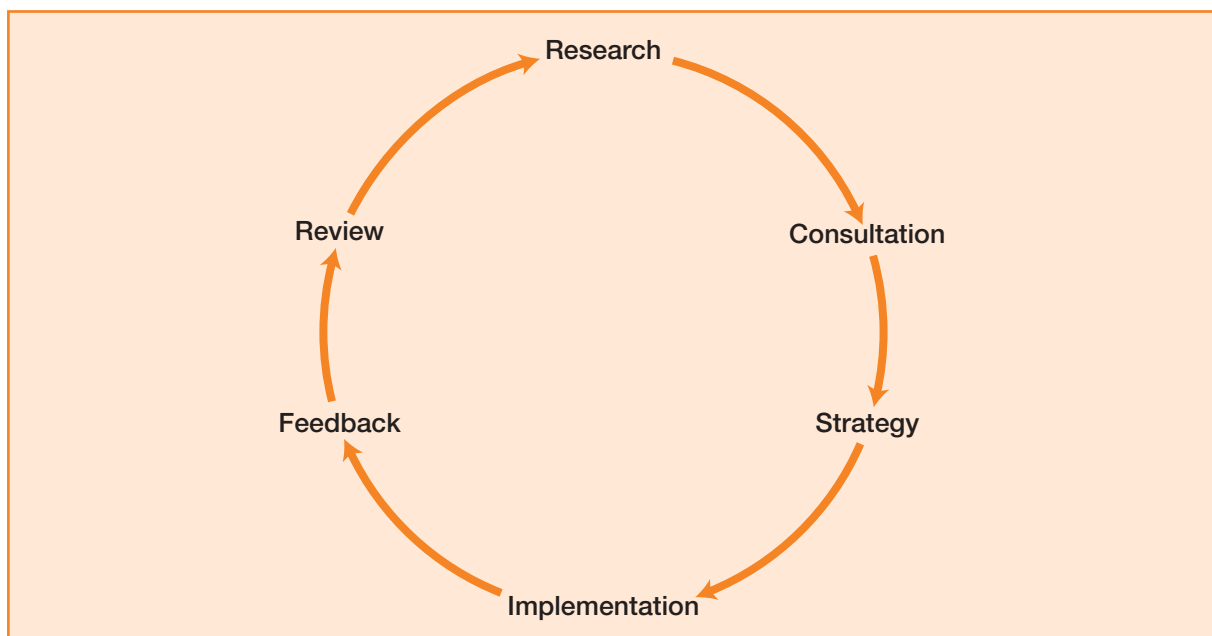 Research
Review
Consultation
Feedback
Strategy
Implementation